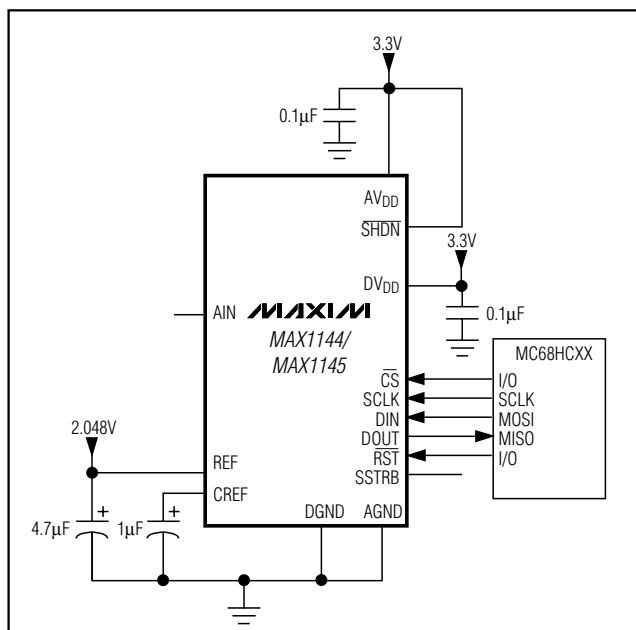 3.3V
0.1μF
AVDD
SHDN
3.3V
DVDD
0.1μF
AIN
MAXIM
MAX1144/
MAX1145
MC68HCXX
CS
I/O
SCLK
SCLK
DIN
MOSI
DOUT
MISO
RST
I/O
SSTRB
2.048V
REF
CREF
+
+
4.7μF
1μF
DGND
AGND